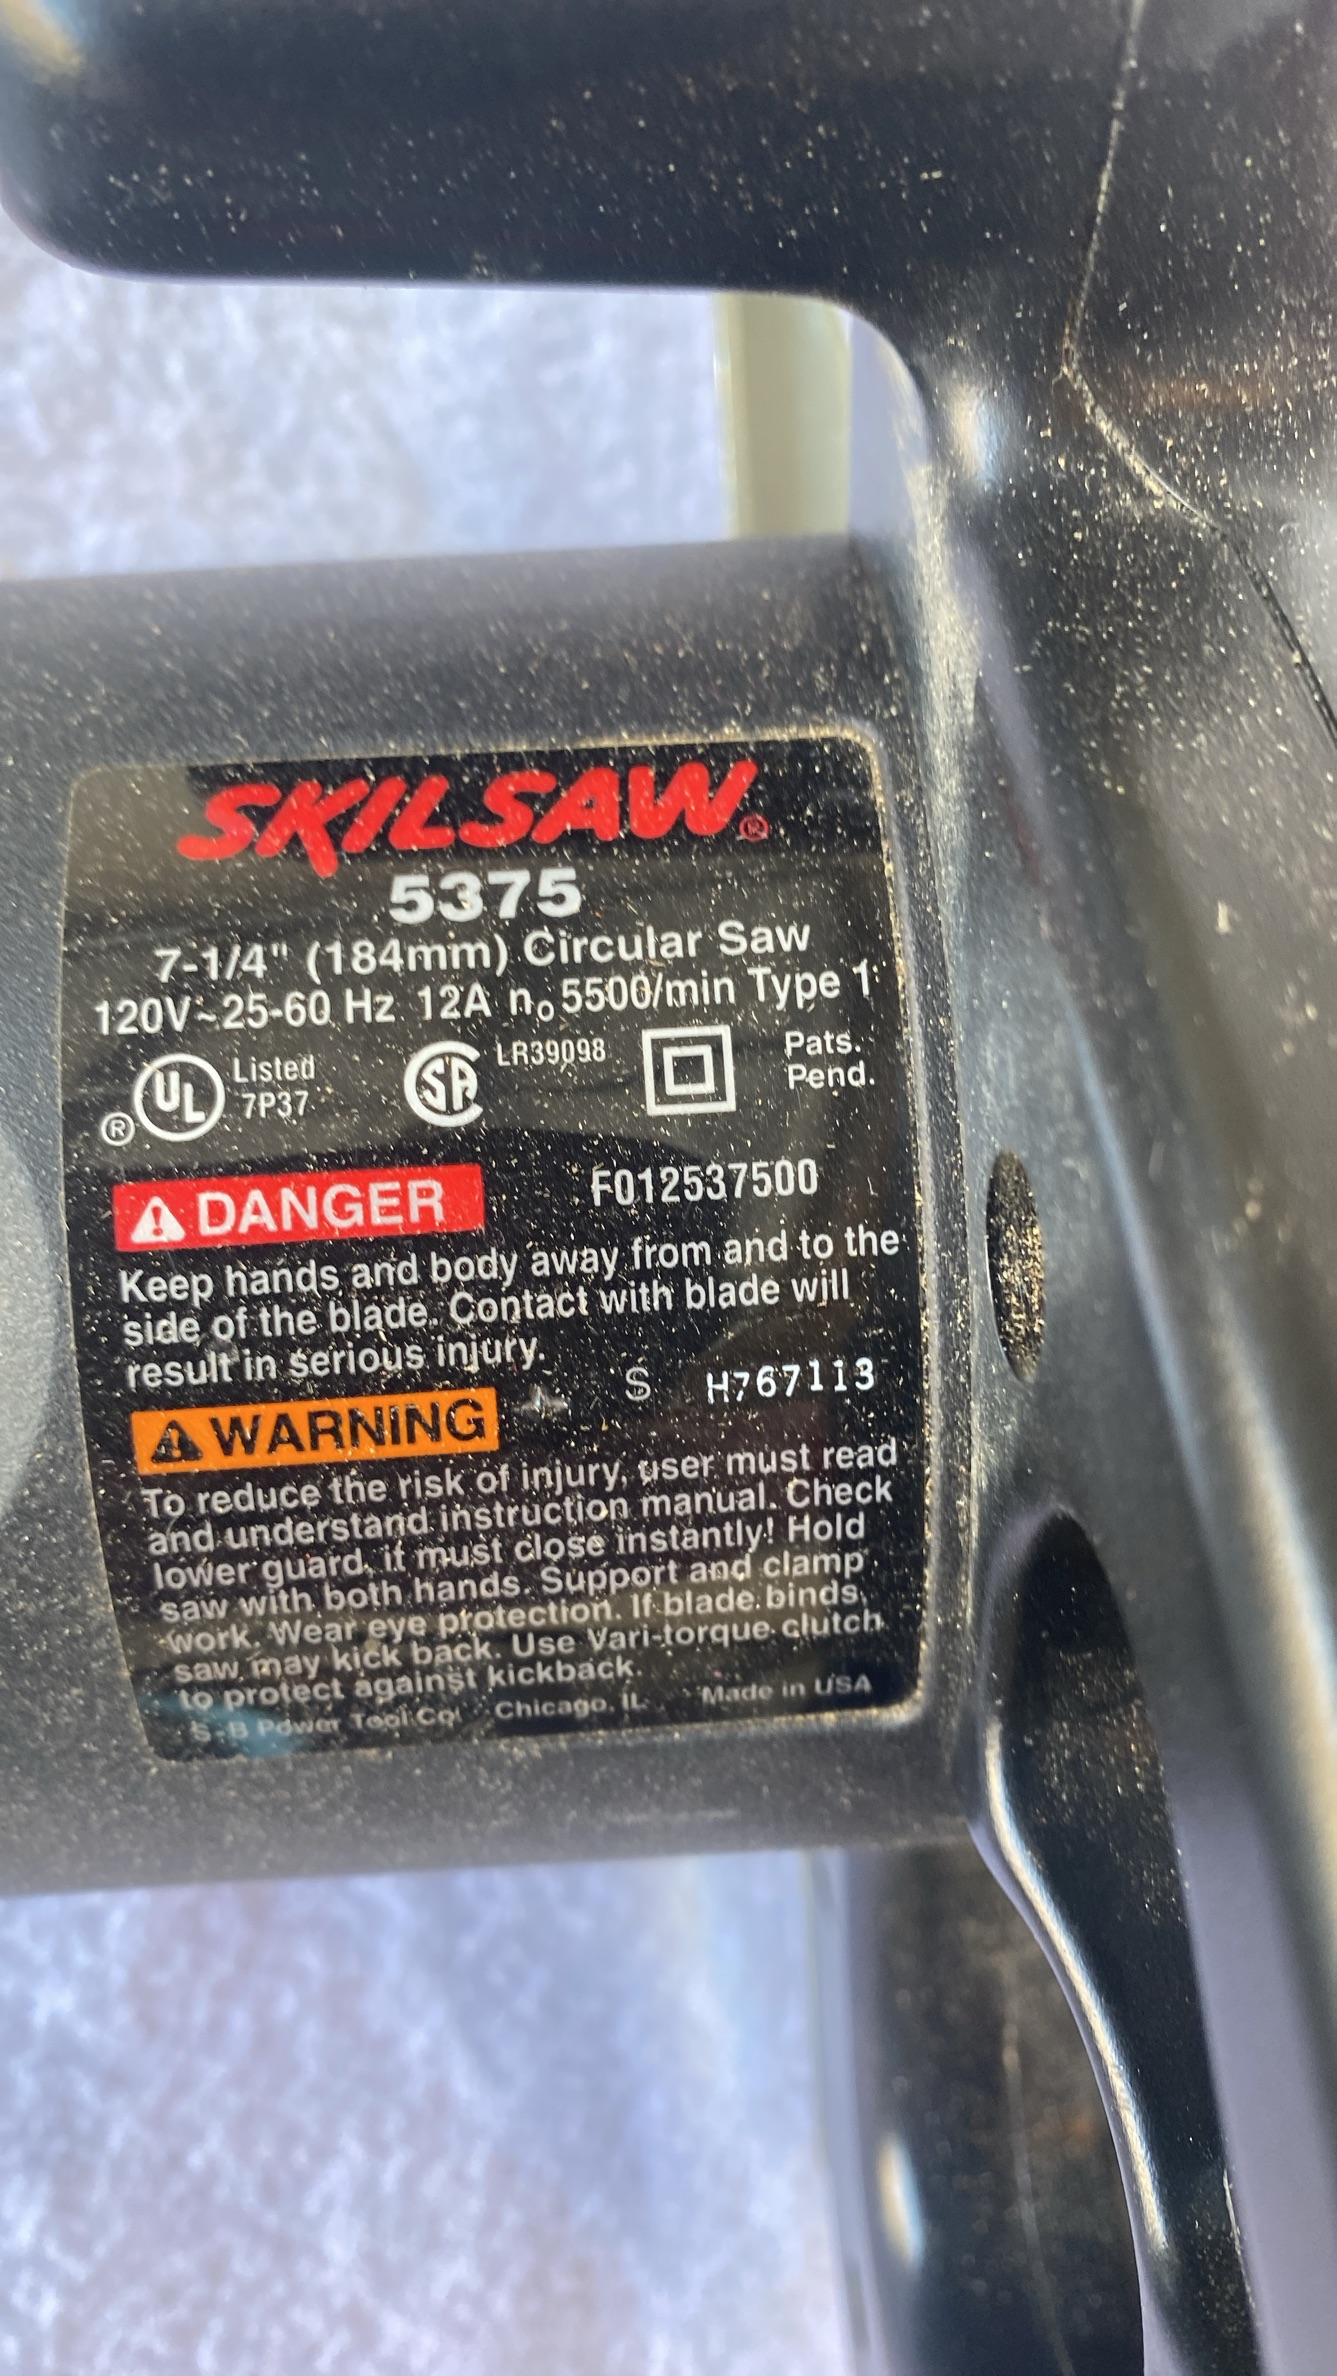 SKILSAW®
5375
7-1/4" (184mm) Circular Saw
120V~25-60 Hz 12A n₀ 5500/min Type 1
® UL Listed 7P37 SA LR39098 Pats. Pend.
DANGER F012537500
Keep hands and body away from and to the
side of the blade. Contact with blade will
result in serious injury.
S H767113
WARNING
To reduce the risk of injury, user must read
and understand instruction manual. Check
lower guard, it must close instantly! Hold
saw with both hands. Support and clamp
work. Wear eye protection. If blade binds,
saw may kick back. Use Vari-torque clutch
to protect against kickback.
S-B Power Tool Co. Chicago, IL Made in USA